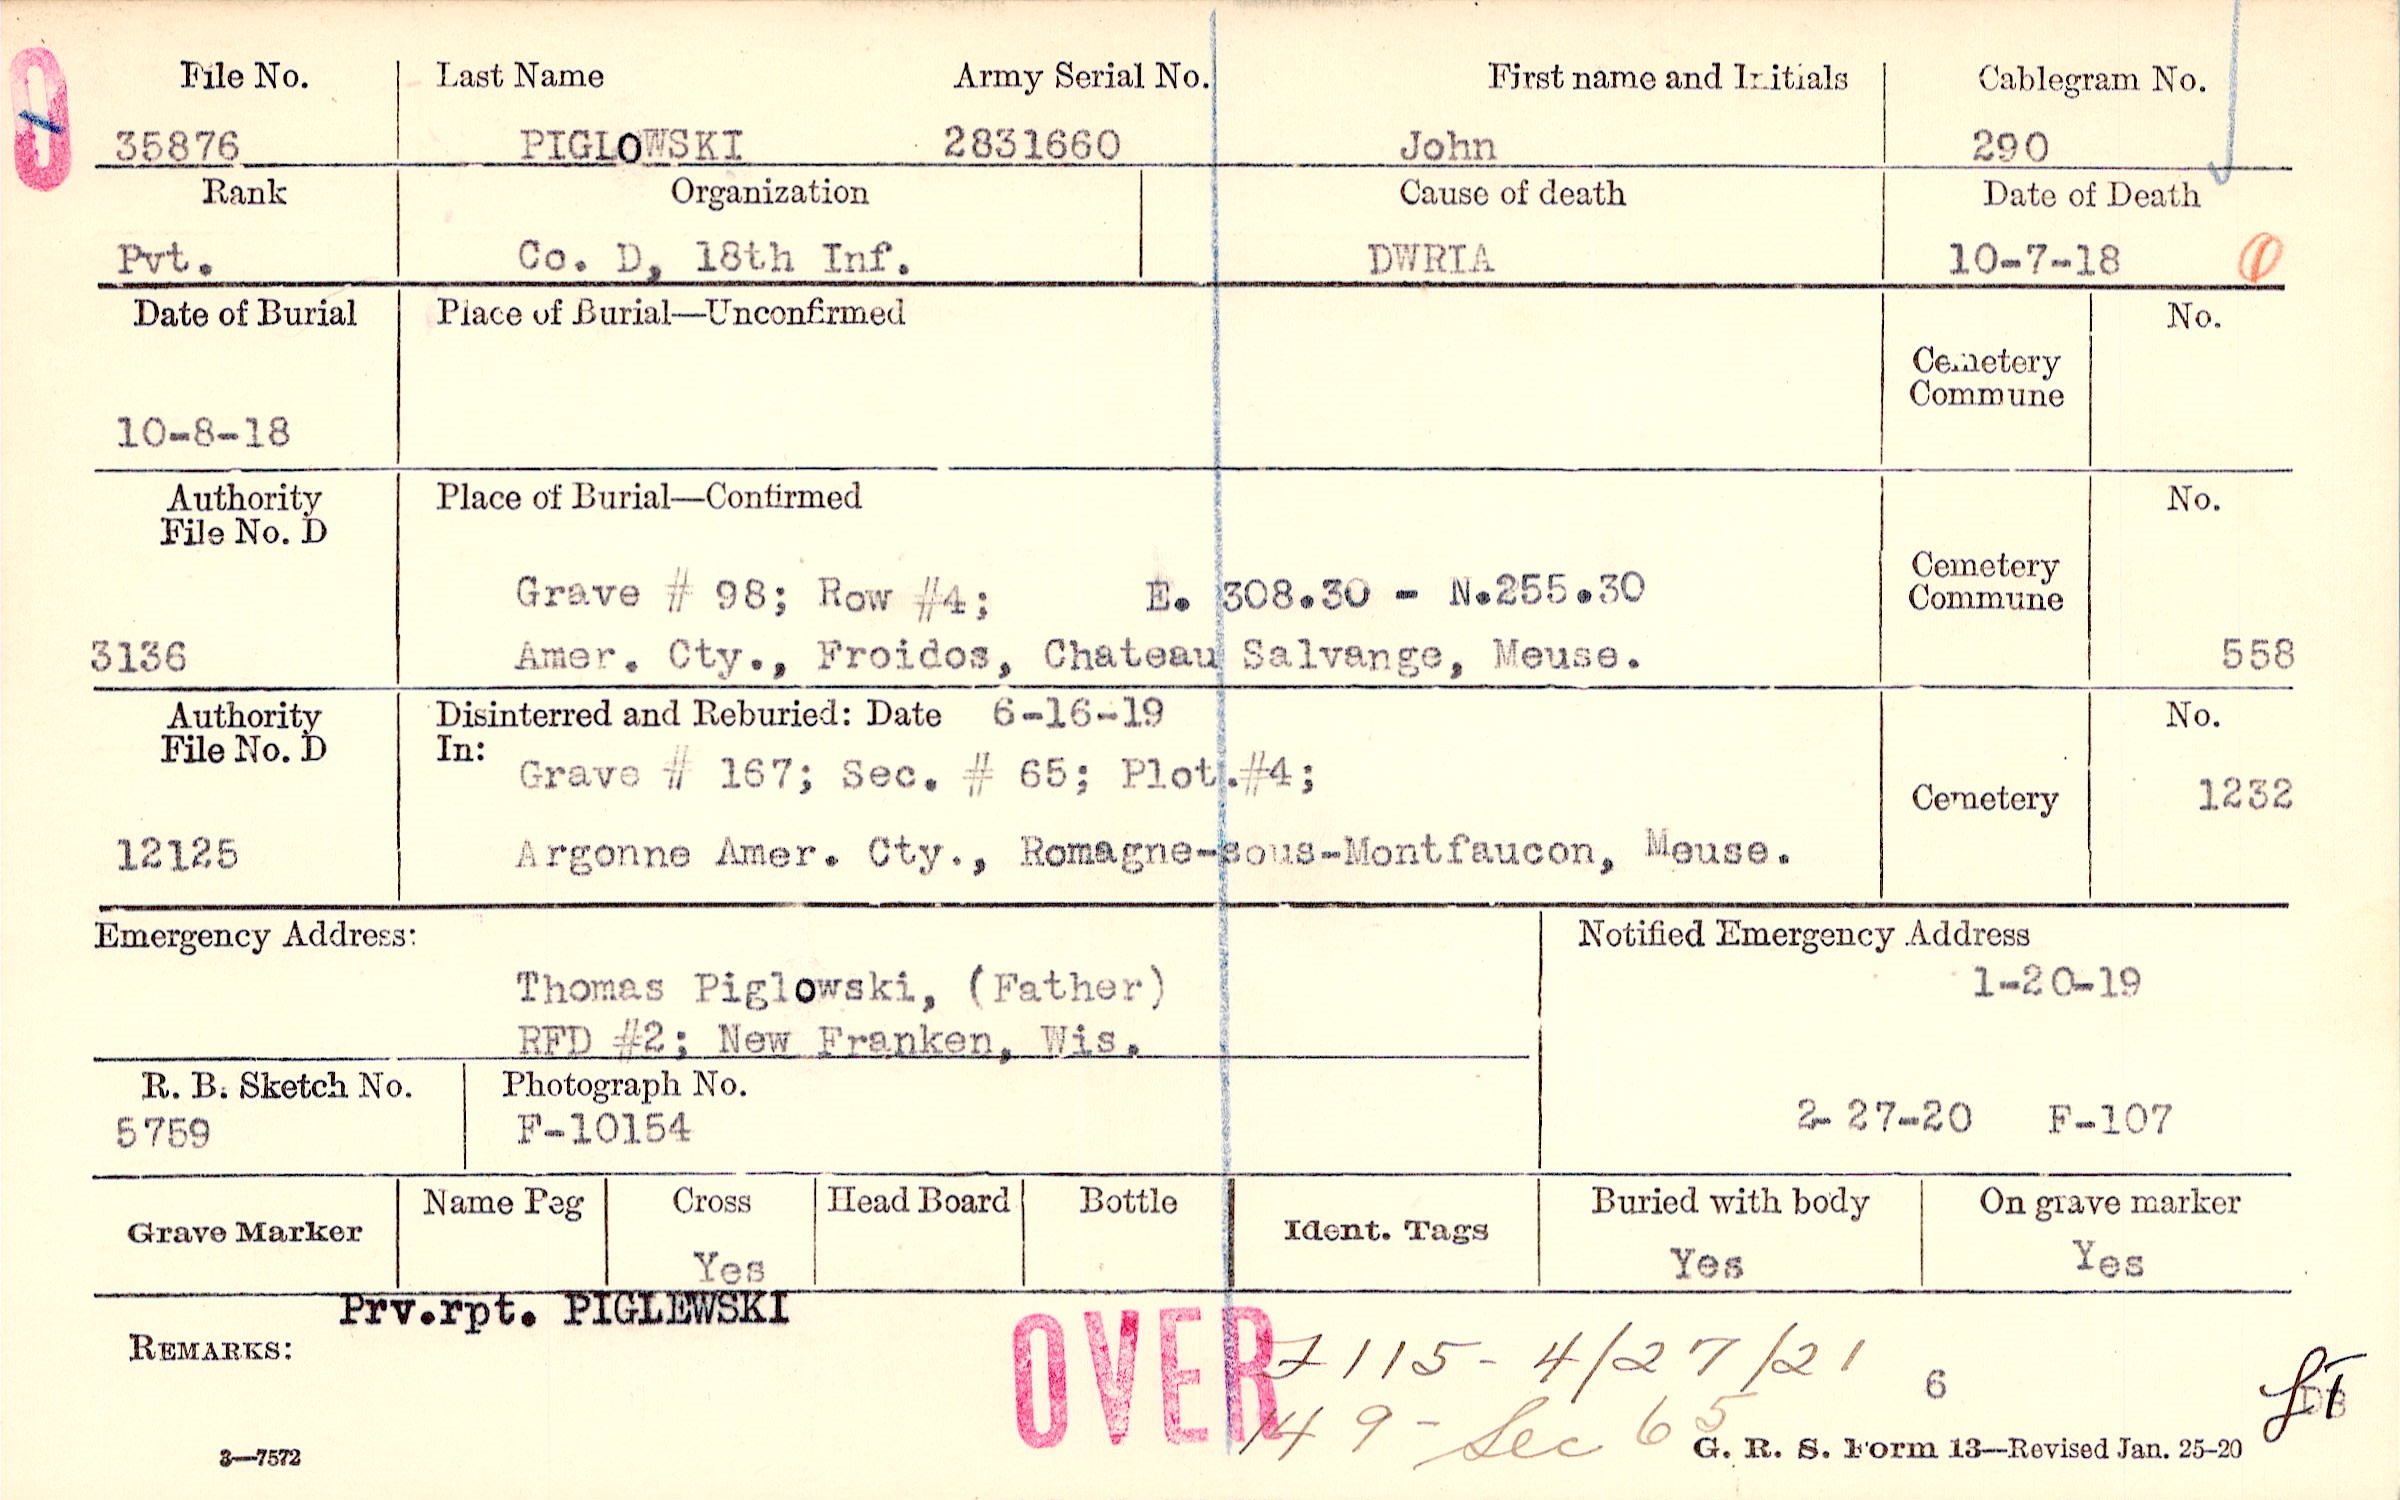 0
File No. Last Name Army Serial No. First name and Initials Cablegram No.
35876 PIGLOWSKI 2831660 John 290
Rank Organization Cause of death Date of Death
Pvt. Co. D, 18th Inf. DWRIA 10-7-18 0
Date of Burial Place of Burial—Unconfirmed No.
Cemetery
Commune
10-8-18
Authority Place of Burial—Confirmed No.
File No. D
Grave # 98; Row #4; E. 308.30 - N.255.30 Cemetery
Commune
3136 Amer. Cty., Froidos, Chateau Salvange, Meuse. 558
Authority Disinterred and Reburied: Date 6-16-19 No.
File No. D In:
Grave # 167; Sec. # 65; Plot.#4; Cemetery 1232
12125 Argonne Amer. Cty., Romagne-sous-Montfaucon, Meuse.
Emergency Address: Notified Emergency Address
Thomas Piglowski, (Father) 1-20-19
RFD #2; New Franken, Wis.
R. B. Sketch No. Photograph No.
5759 F-10154 2-27-20 F-107
Grave Marker Name Peg Cross Head Board Bottle Ident. Tags Buried with body On grave marker
Yes Yes Yes
Prv.rpt. PIGLEWSKI
REMARKS:
OVER
115- 4/27/21
6
149- Sec 65
3—7572 G. R. S. Form 13—Revised Jan. 25-20